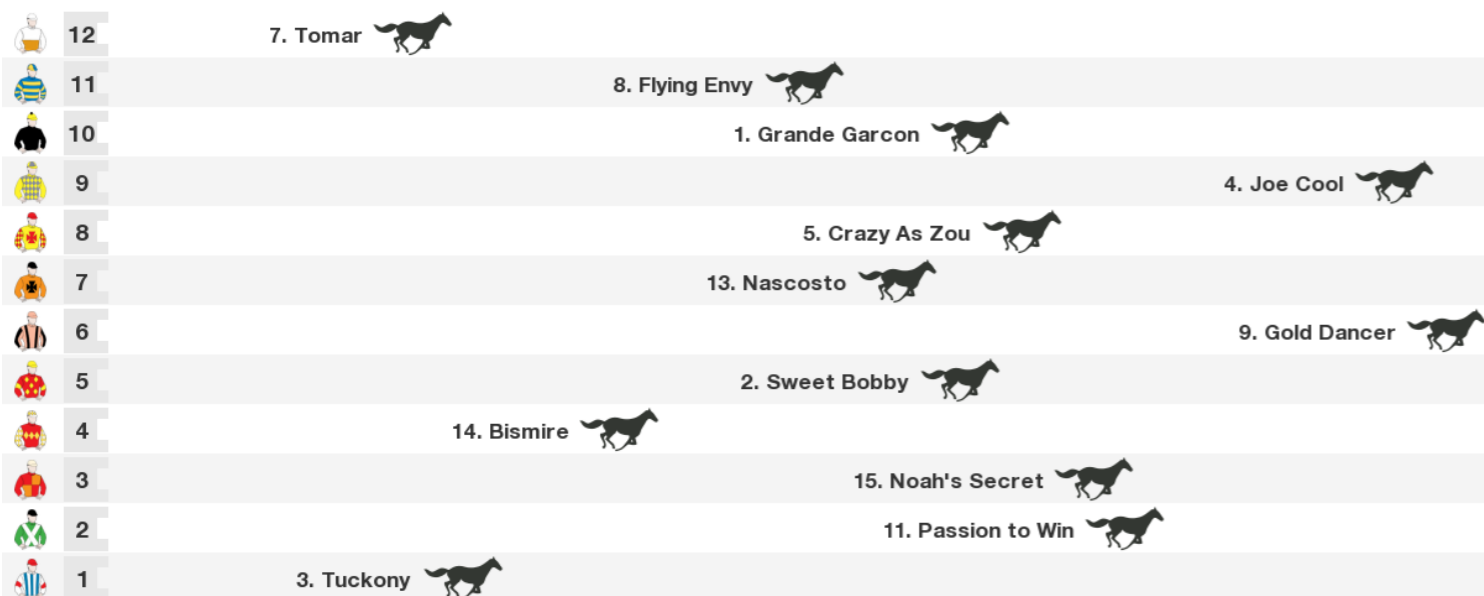 12 7. Tomar
11 8. Flying Envy
10 1. Grande Garcon
9 4. Joe Cool
8 5. Crazy As Zou
7 13. Nascosto
6 9. Gold Dancer
5 2. Sweet Bobby
4 14. Bismire
3 15. Noah's Secret
2 11. Passion to Win
1 3. Tuckony